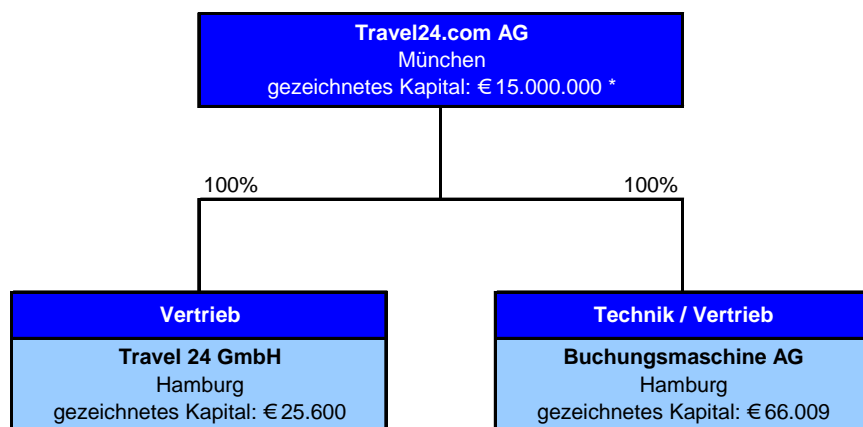 Travel24.com AG
München
gezeichnetes Kapital: € 15.000.000 *
100%
100%
Vertrieb
Travel 24 GmbH
Hamburg
gezeichnetes Kapital: € 25.600
Technik / Vertrieb
Buchungsmaschine AG
Hamburg
gezeichnetes Kapital: € 66.009